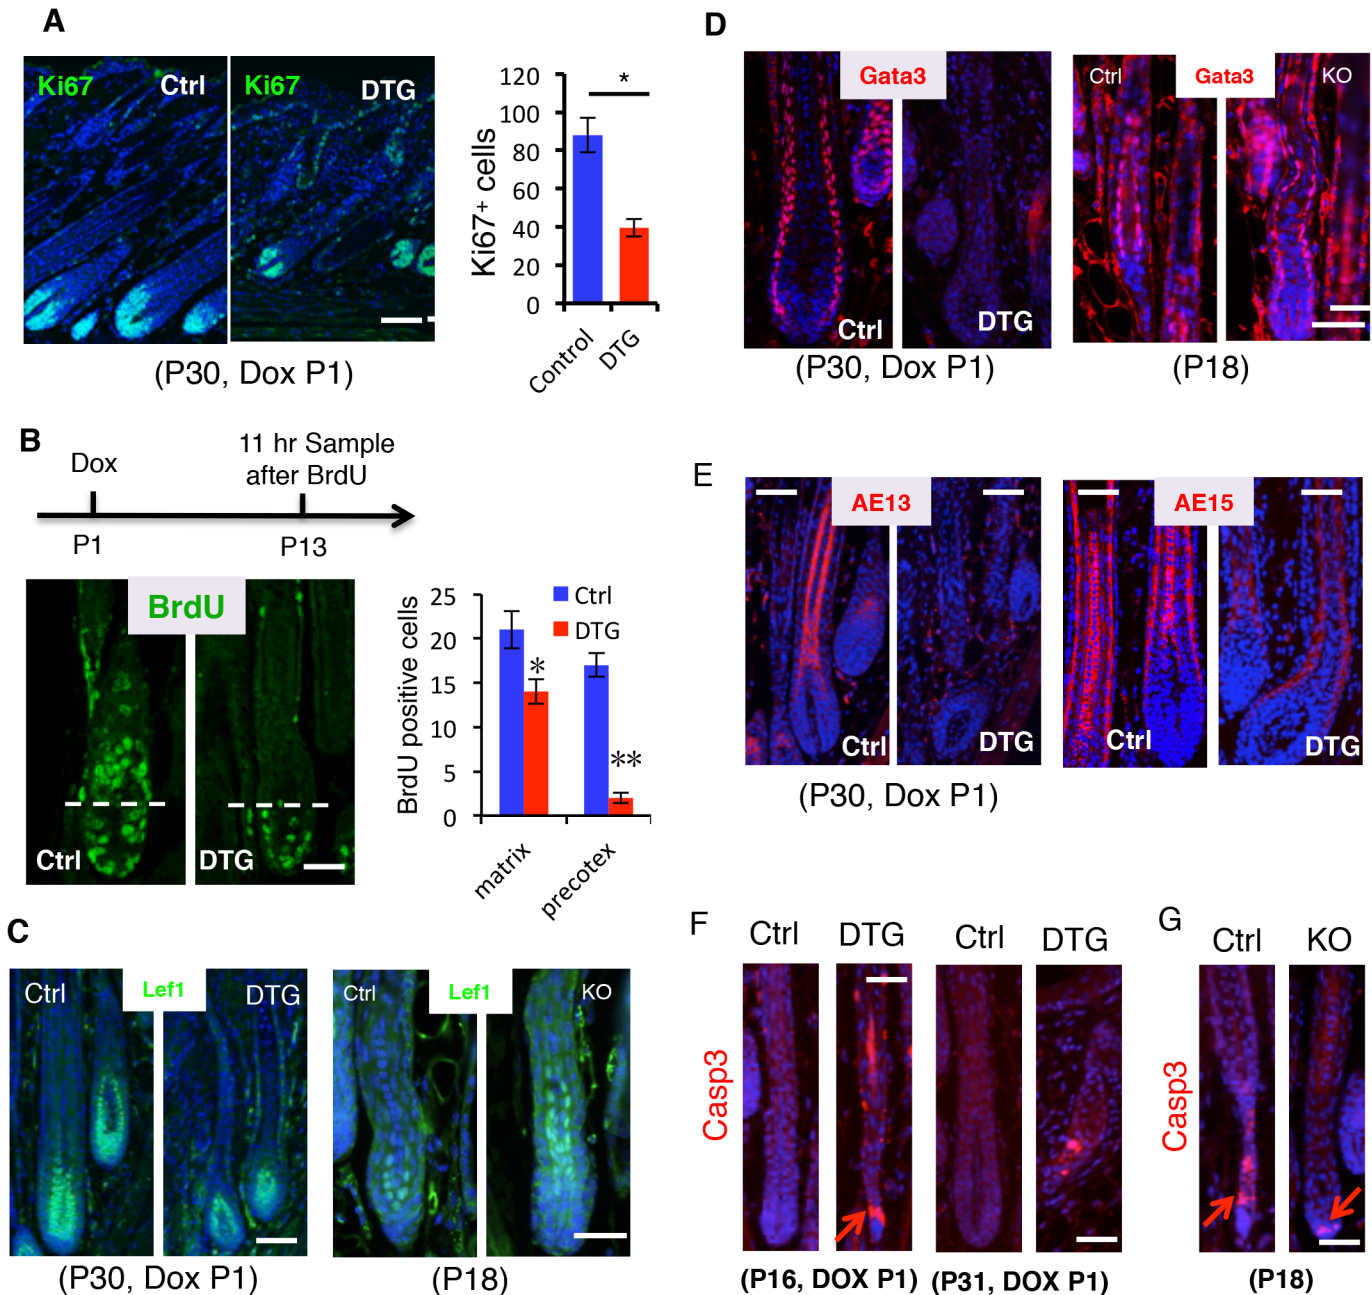 A
Ki67
Ctrl
Ki67
DTG
(P30, Dox P1)
Ki67+ cells
120
100
80
60
40
20
0
*
Control
DTG
B
Dox
11 hr Sample
after BrdU
P1
P13
BrdU
Ctrl
DTG
BrdU positive cells
25
20
15
10
5
0
Ctrl
DTG
*
**
matrix
precotex
C
Ctrl
Lef1
DTG
(P30, Dox P1)
Ctrl
Lef1
KO
(P18)
D
Gata3
Ctrl
DTG
(P30, Dox P1)
Ctrl
Gata3
KO
(P18)
E
AE13
Ctrl
DTG
(P30, Dox P1)
AE15
Ctrl
DTG
F
Ctrl
DTG
Ctrl
DTG
Casp3
(P16, DOX P1)
(P31, DOX P1)
G
Ctrl
KO
Casp3
(P18)